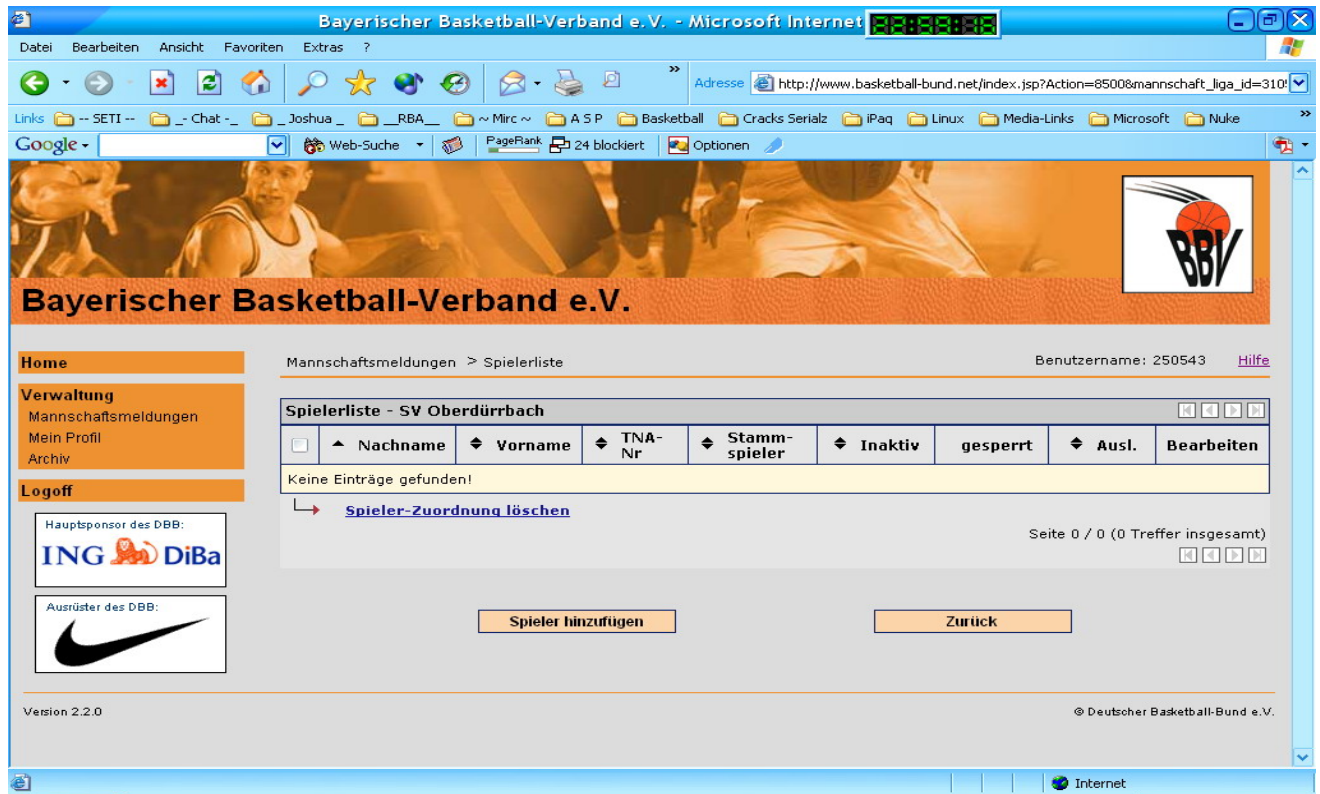 Bayerischer Basketball-Verband e.V. - Microsoft Internet
Datei Bearbeiten Ansicht Favoriten Extras ?
» Adresse http://www.basketball-bund.net/index.jsp?Action=8500&mannschaft_liga_id=310
Links -- SETI -- _- Chat -_ _ Joshua _ __RBA__ ~ Mirc ~ A S P Basketball Cracks Serialz iPaq Linux Media-Links Microsoft Nuke »
Google Web-Suche PageRank 24 blockiert Optionen
BBV
Bayerischer Basketball-Verband e.V.
Home
Mannschaftsmeldungen > Spielerliste
Benutzername: 250543 Hilfe
Verwaltung
Mannschaftsmeldungen
Mein Profil
Archiv
Logoff
Spielerliste - SV Oberdürrbach
Nachname Vorname TNA-Nr Stamm-spieler Inaktiv gesperrt Ausl. Bearbeiten
Keine Einträge gefunden!
Spieler-Zuordnung löschen
Seite 0 / 0 (0 Treffer insgesamt)
Hauptsponsor des DBB:
ING DiBa
Ausrüster des DBB:
Spieler hinzufügen Zurück
Version 2.2.0
© Deutscher Basketball-Bund e.V.
Internet